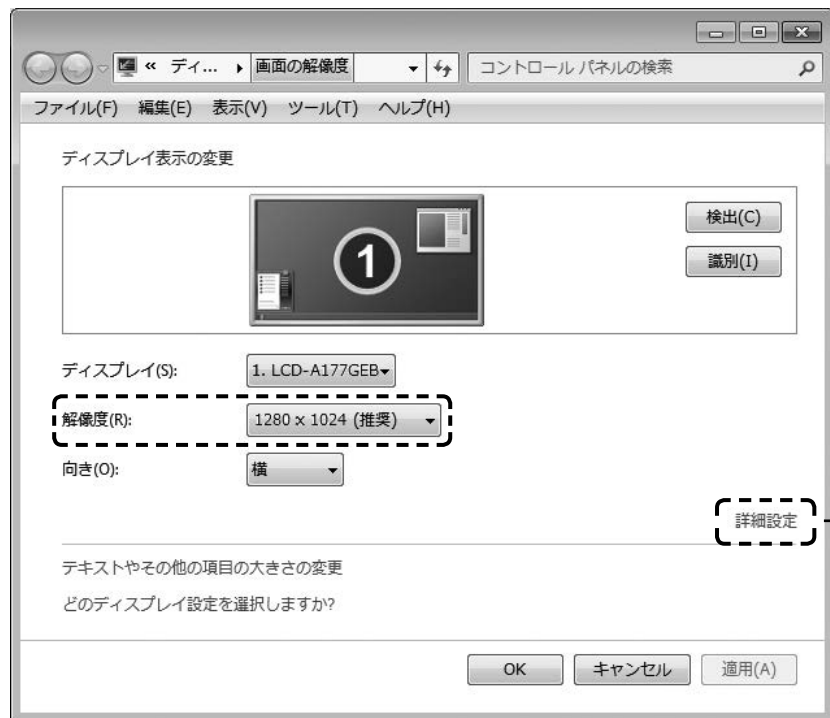 « ディ... 画面の解像度 コントロール パネルの検索
ファイル(F) 編集(E) 表示(V) ツール(T) ヘルプ(H)
ディスプレイ表示の変更
1
検出(C)
識別(I)
ディスプレイ(S): 1. LCD-A177GEB
解像度(R): 1280 x 1024 (推奨)
向き(O): 横
詳細設定
テキストやその他の項目の大きさの変更
どのディスプレイ設定を選択しますか?
OK キャンセル 適用(A)